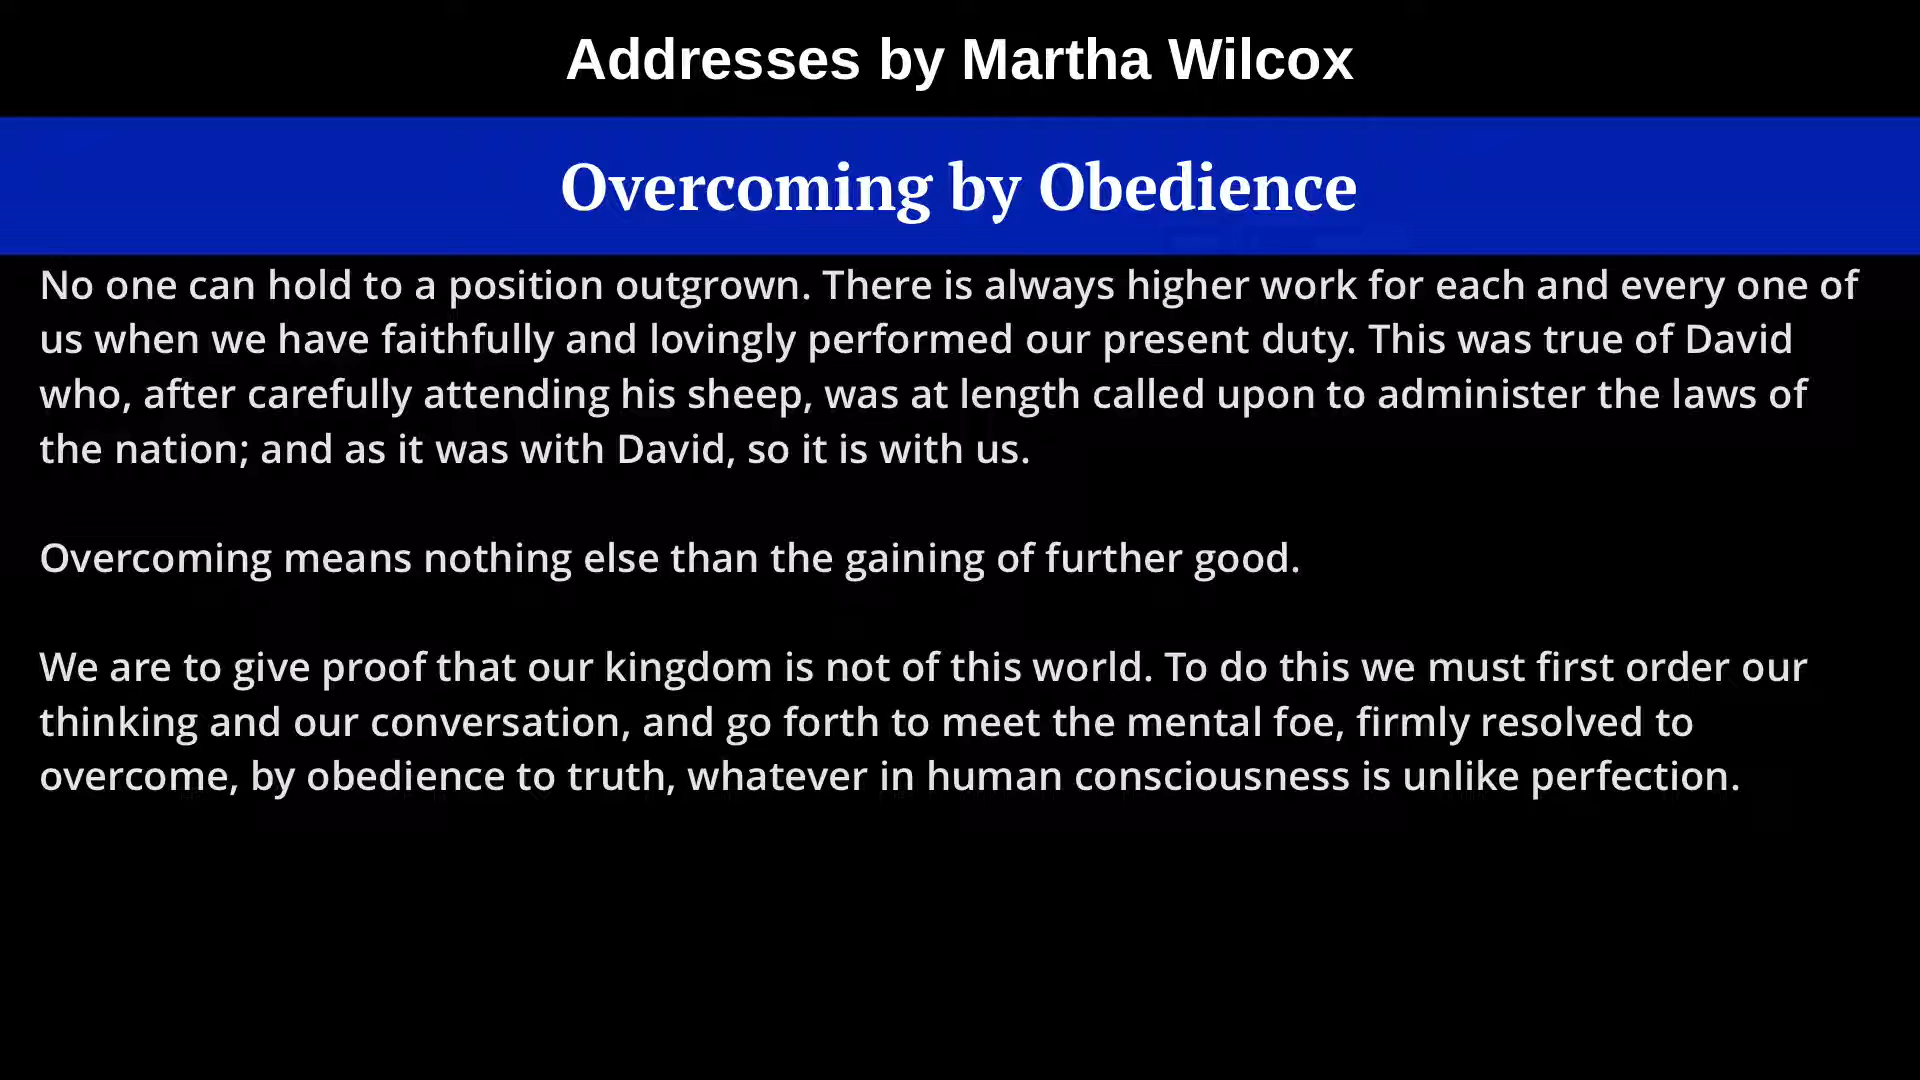 Addresses by Martha Wilcox
Overcoming by Obedience
No one can hold to a position outgrown. There is always higher work for each and every one of
us when we have faithfully and lovingly performed our present duty. This was true of David
who, after carefully attending his sheep, was at length called upon to administer the laws of
the nation; and as it was with David, so it is with us.
Overcoming means nothing else than the gaining of further good.
We are to give proof that our kingdom is not of this world. To do this we must first order our
thinking and our conversation, and go forth to meet the mental foe, firmly resolved to
overcome, by obedience to truth, whatever in human consciousness is unlike perfection.